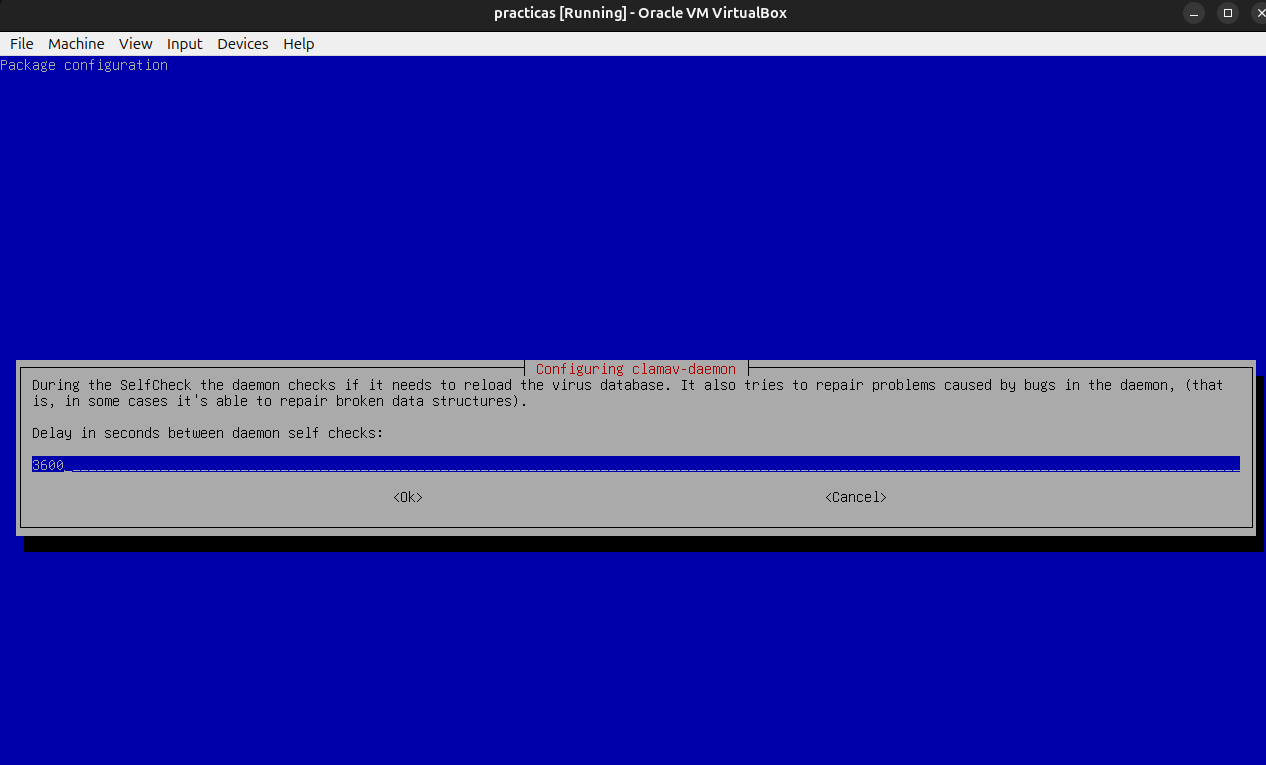 practicas [Running] - Oracle VM VirtualBox
File Machine View Input Devices Help
Package configuration
Configuring clamav-daemon
During the SelfCheck the daemon checks if it needs to reload the virus database. It also tries to repair problems caused by bugs in the daemon, (that
is, in some cases it's able to repair broken data structures).
Delay in seconds between daemon self checks:
3600
<Ok> <Cancel>